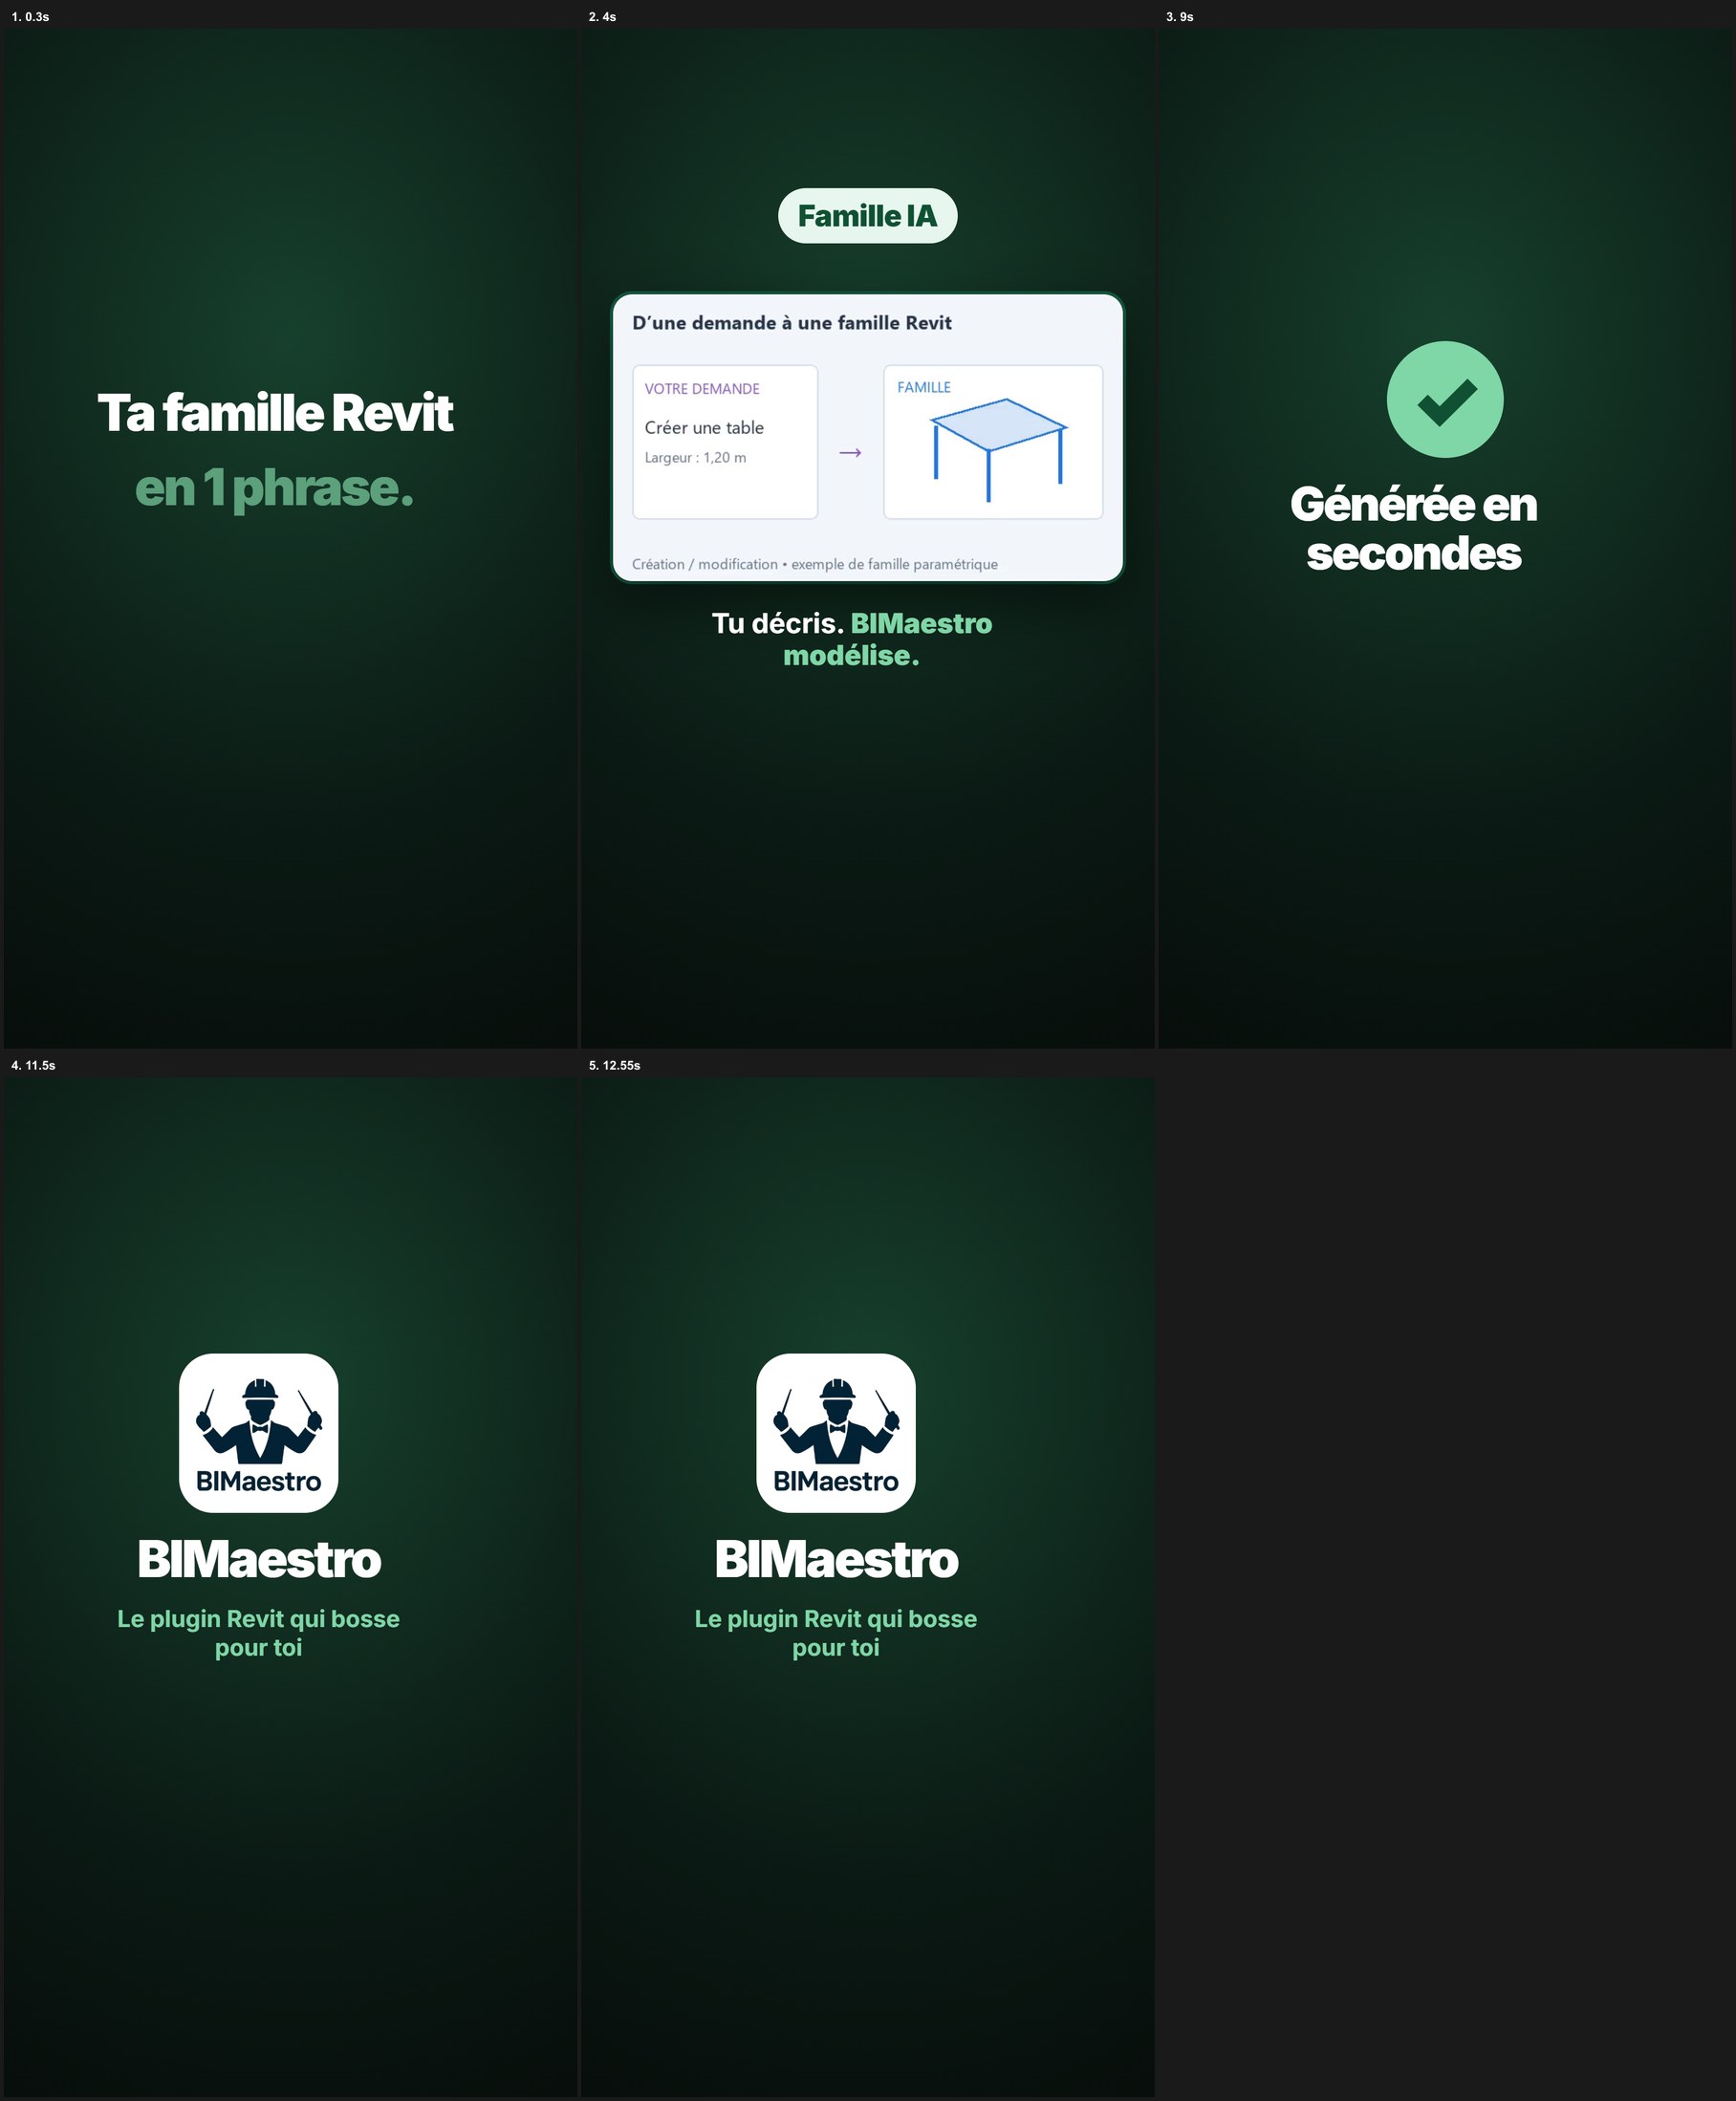 1. 0.3s
Ta famille Revit
en 1 phrase.
2. 4s
Famille IA
D’une demande à une famille Revit
VOTRE DEMANDE
Créer une table
Largeur : 1,20 m
→
FAMILLE
Création / modification • exemple de famille paramétrique
Tu décris. BIMaestro
modélise.
3. 9s
Générée en
secondes
4. 11.5s
BIMaestro
BIMaestro
Le plugin Revit qui bosse
pour toi
5. 12.55s
BIMaestro
BIMaestro
Le plugin Revit qui bosse
pour toi